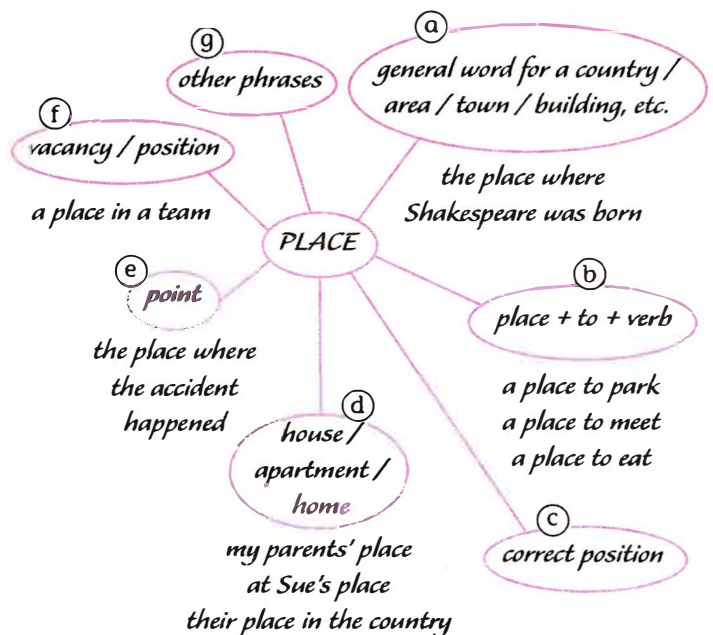 g
other phrases
a
general word for a country /
area / town / building, etc.
the place where
Shakespeare was born
f
vacancy / position
a place in a team
PLACE
e
point
the place where
the accident
happened
b
place + to + verb
a place to park
a place to meet
a place to eat
d
house /
apartment /
home
my parents' place
at Sue's place
their place in the country
c
correct position